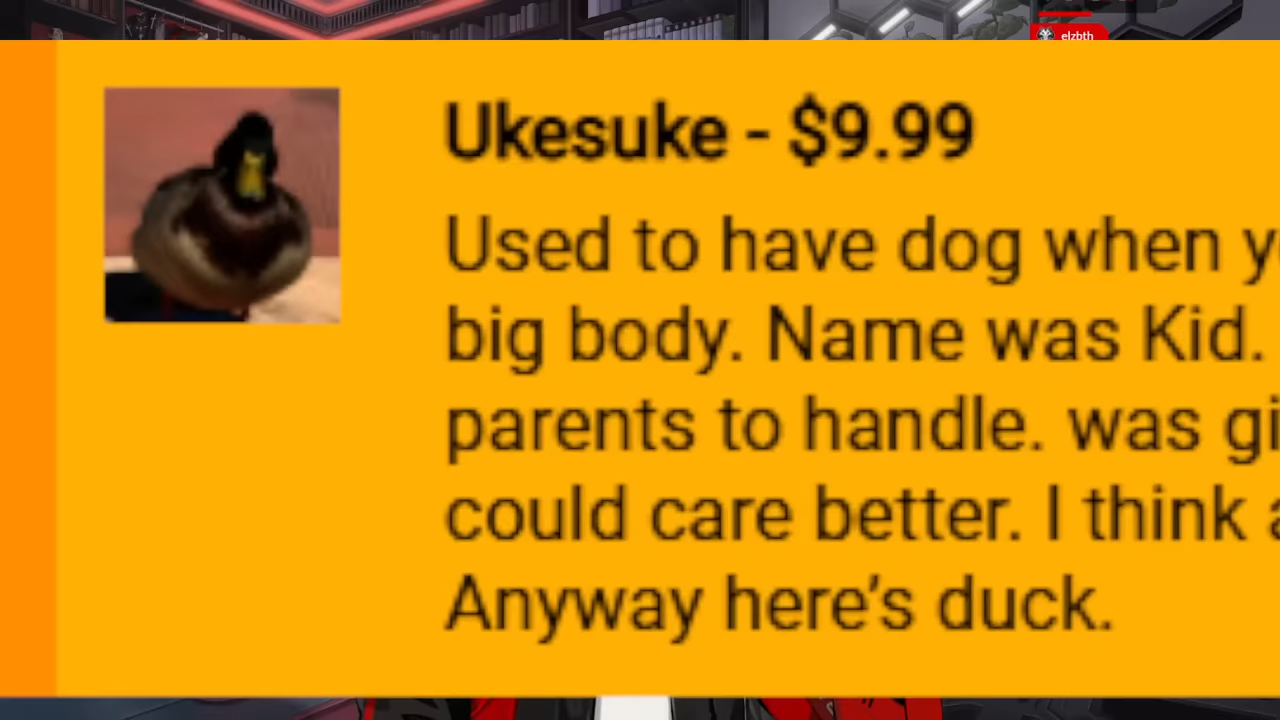 elzbth
Ukesuke - $9.99
Used to have dog when
big body. Name was Kid.
parents to handle. was
could care better. I think
Anyway here's duck.